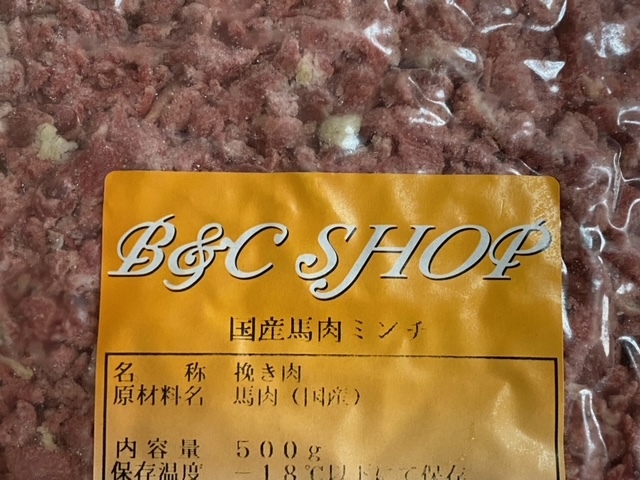 B&C SHOP
国産馬肉ミンチ
名　　称　挽き肉
原材料名　馬肉（国産）
内容量　500g
保存温度　－18℃以下にて保存